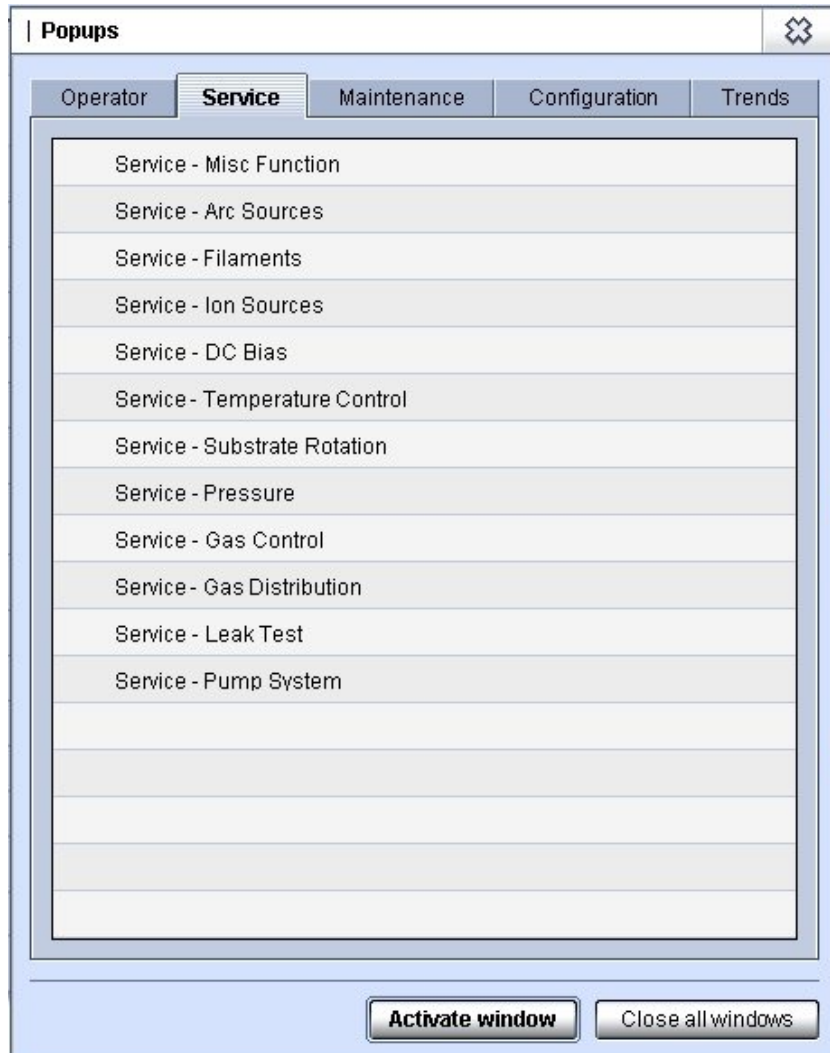 | Popups
Operator Service Maintenance Configuration Trends
Service - Misc Function
Service - Arc Sources
Service - Filaments
Service - Ion Sources
Service - DC Bias
Service - Temperature Control
Service - Substrate Rotation
Service - Pressure
Service - Gas Control
Service - Gas Distribution
Service - Leak Test
Service - Pump System
Activate window Close all windows